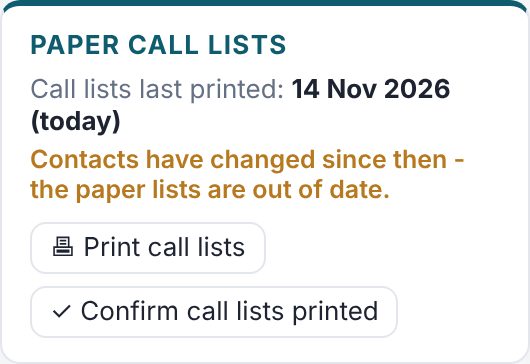 PAPER CALL LISTS
Call lists last printed: 14 Nov 2026
(today)
Contacts have changed since then -
the paper lists are out of date.
Print call lists
✓ Confirm call lists printed